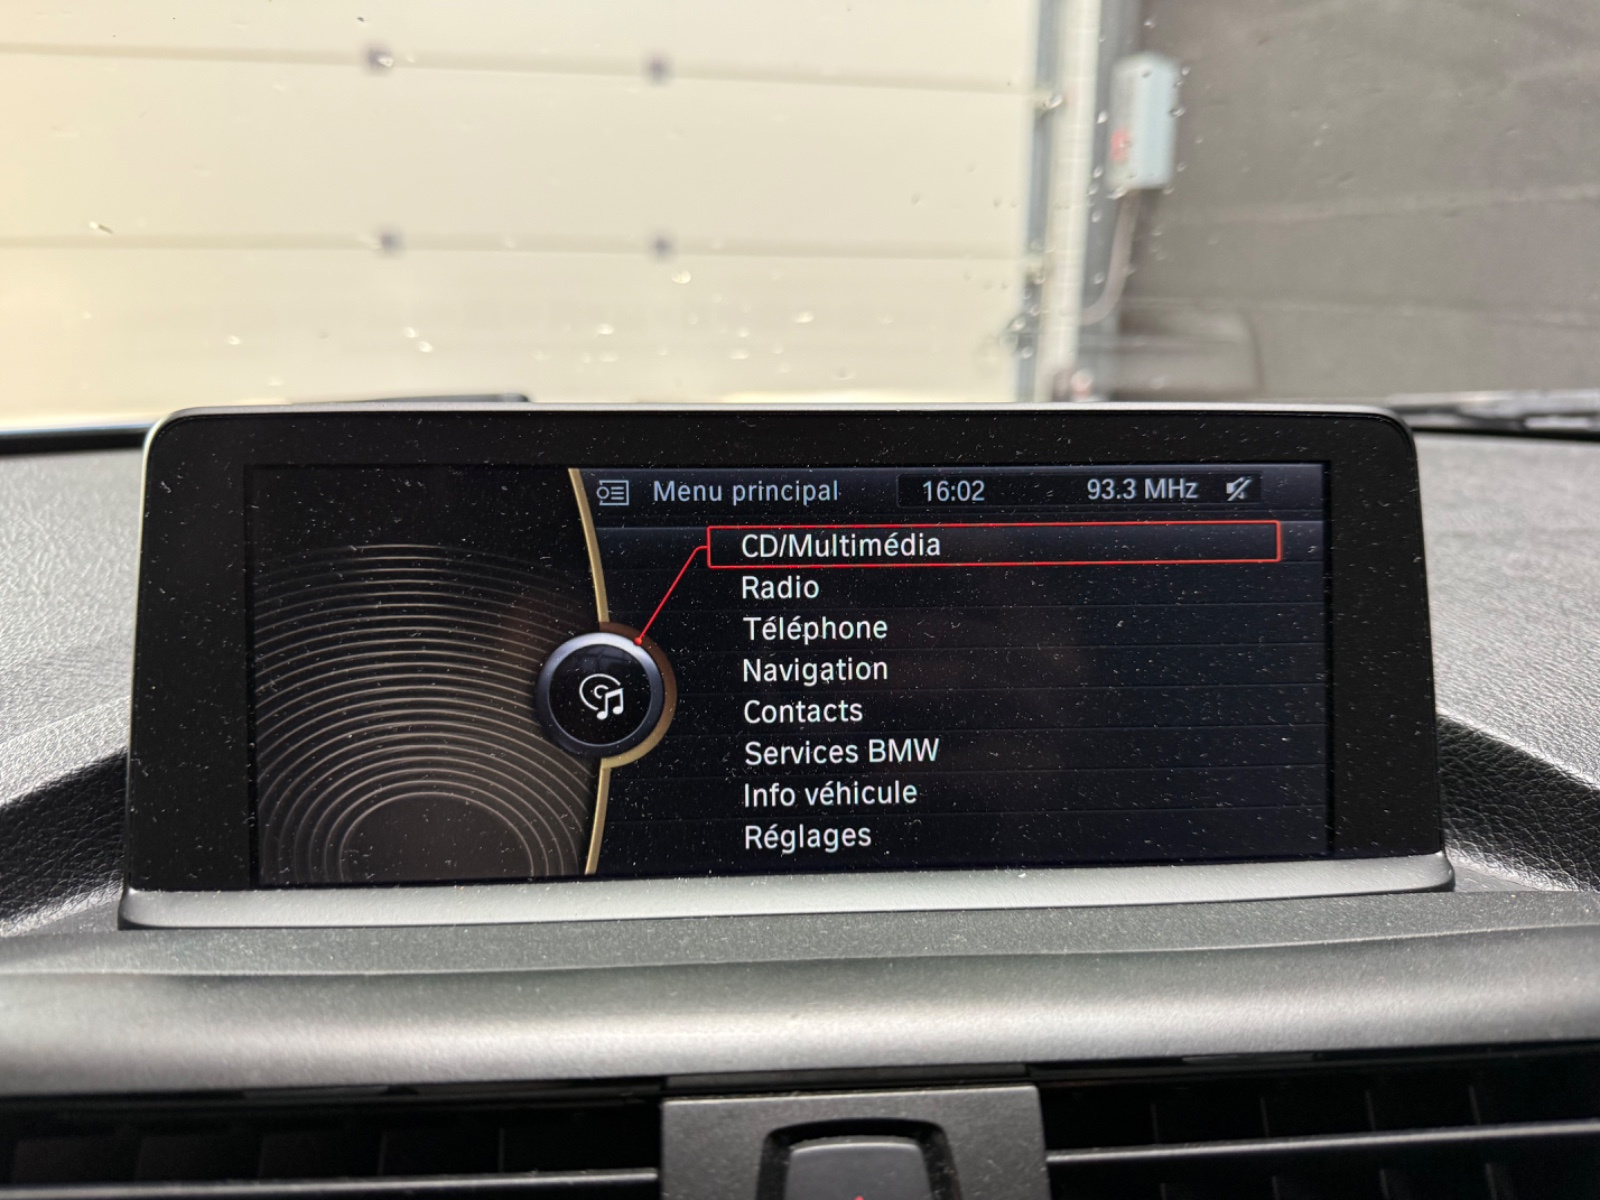 Menu principal 16:02 93.3 MHz
CD/Multimédia
Radio
Téléphone
Navigation
Contacts
Services BMW
Info véhicule
Réglages